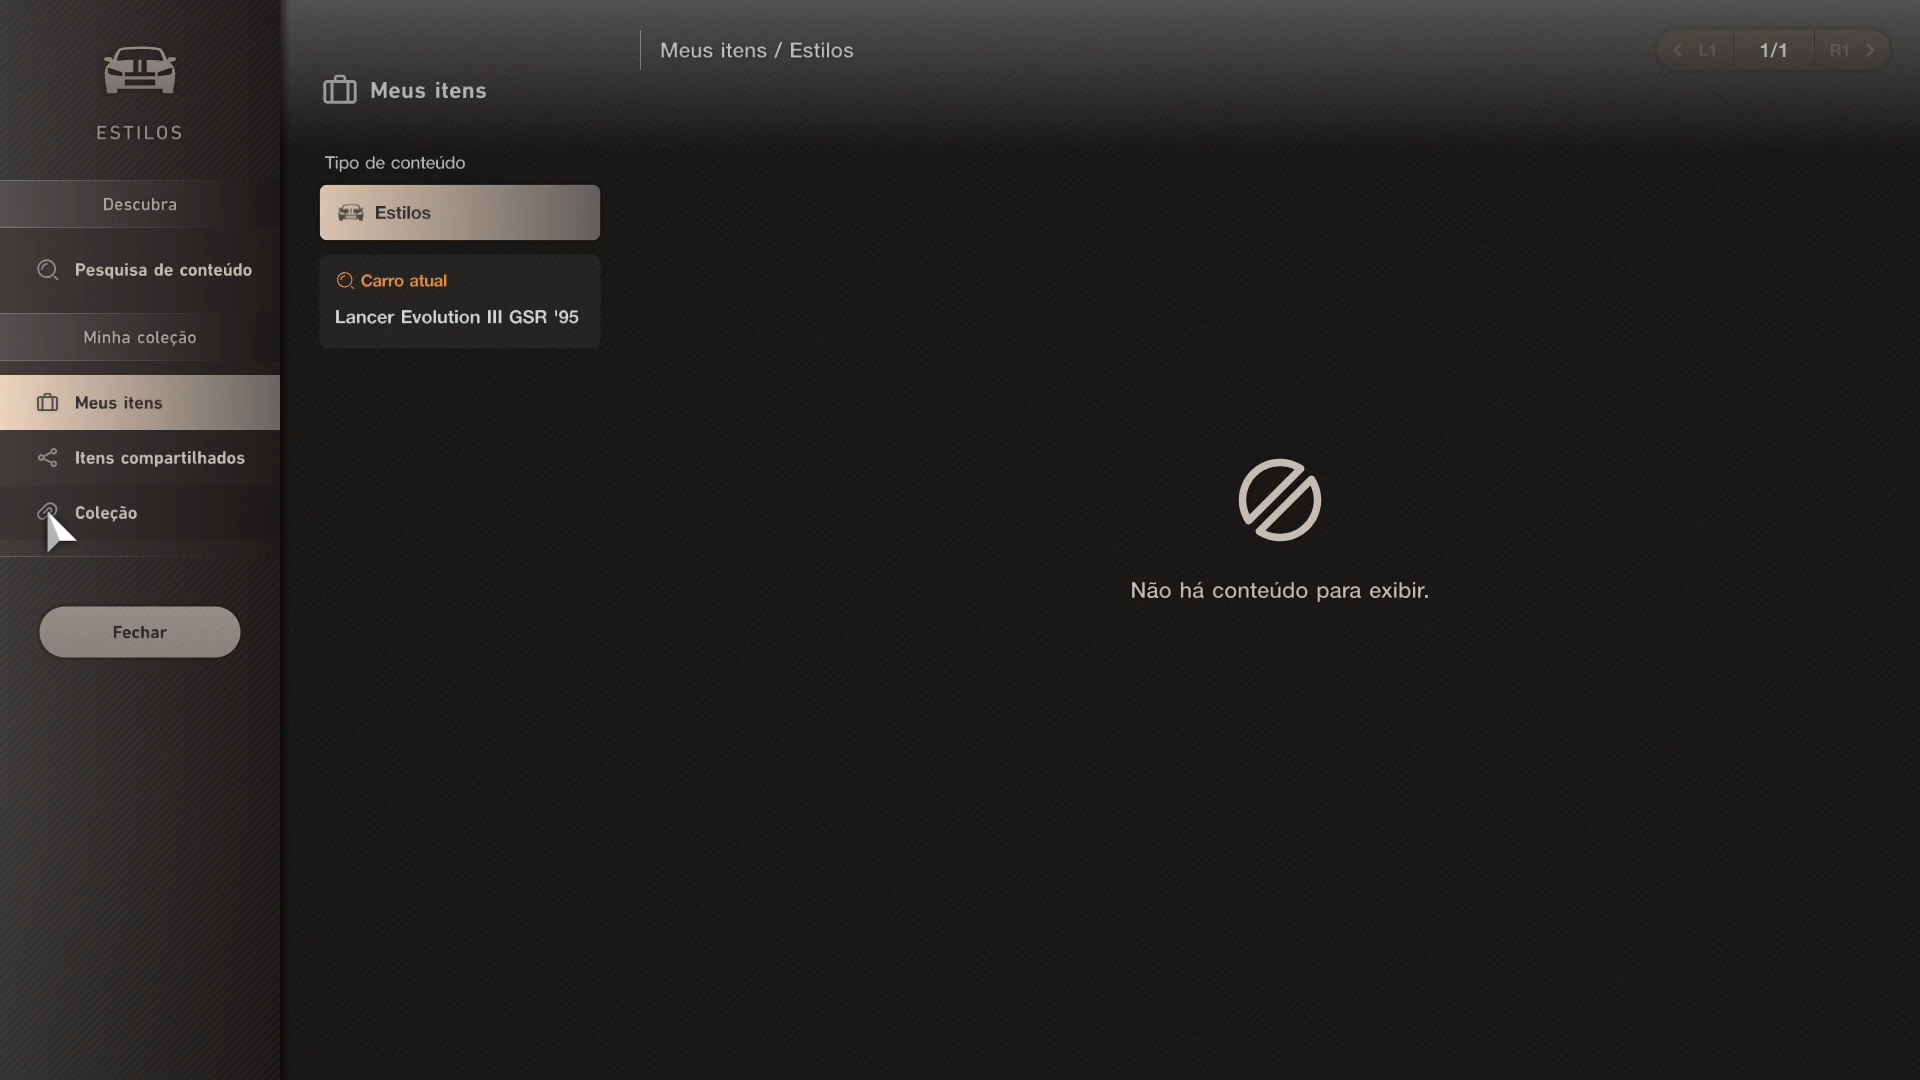 ESTILOS
Descubra
Pesquisa de conteúdo
Minha coleção
Meus itens
Itens compartilhados
Coleção
Fechar
Meus itens
Tipo de conteúdo
Estilos
Carro atual
Lancer Evolution III GSR '95
Meus itens / Estilos
L1
1/1
R1
Não há conteúdo para exibir.